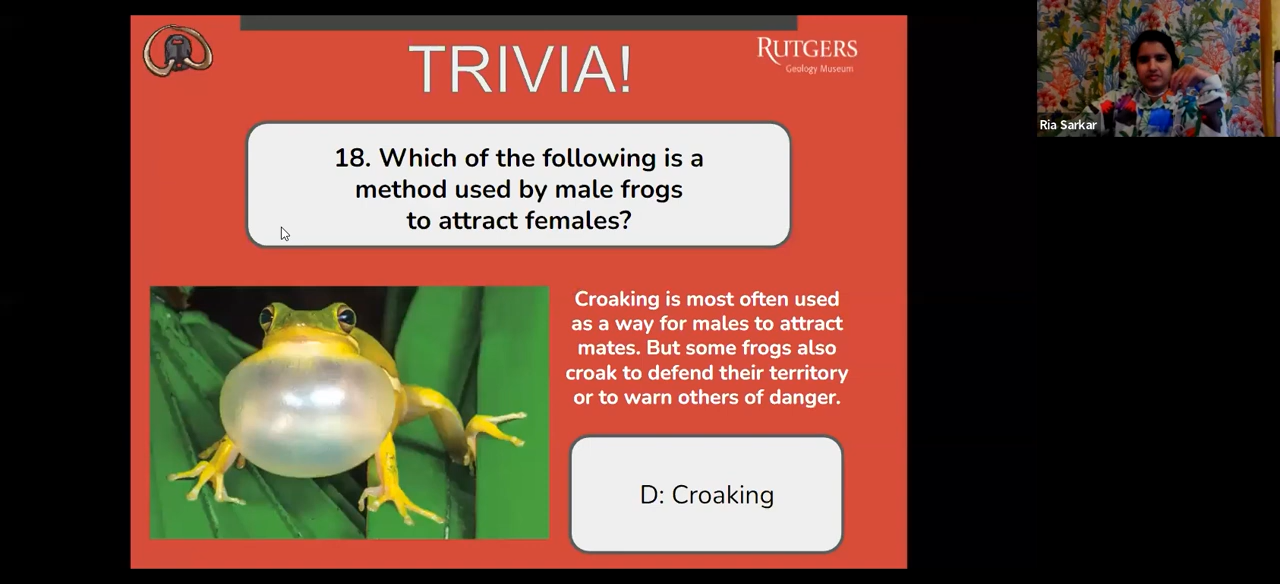 TRIVIA!
RUTGERS
Geology Museum
18. Which of the following is a
method used by male frogs
to attract females?
Croaking is most often used
as a way for males to attract
mates. But some frogs also
croak to defend their territory
or to warn others of danger.
D: Croaking
Ria Sarkar